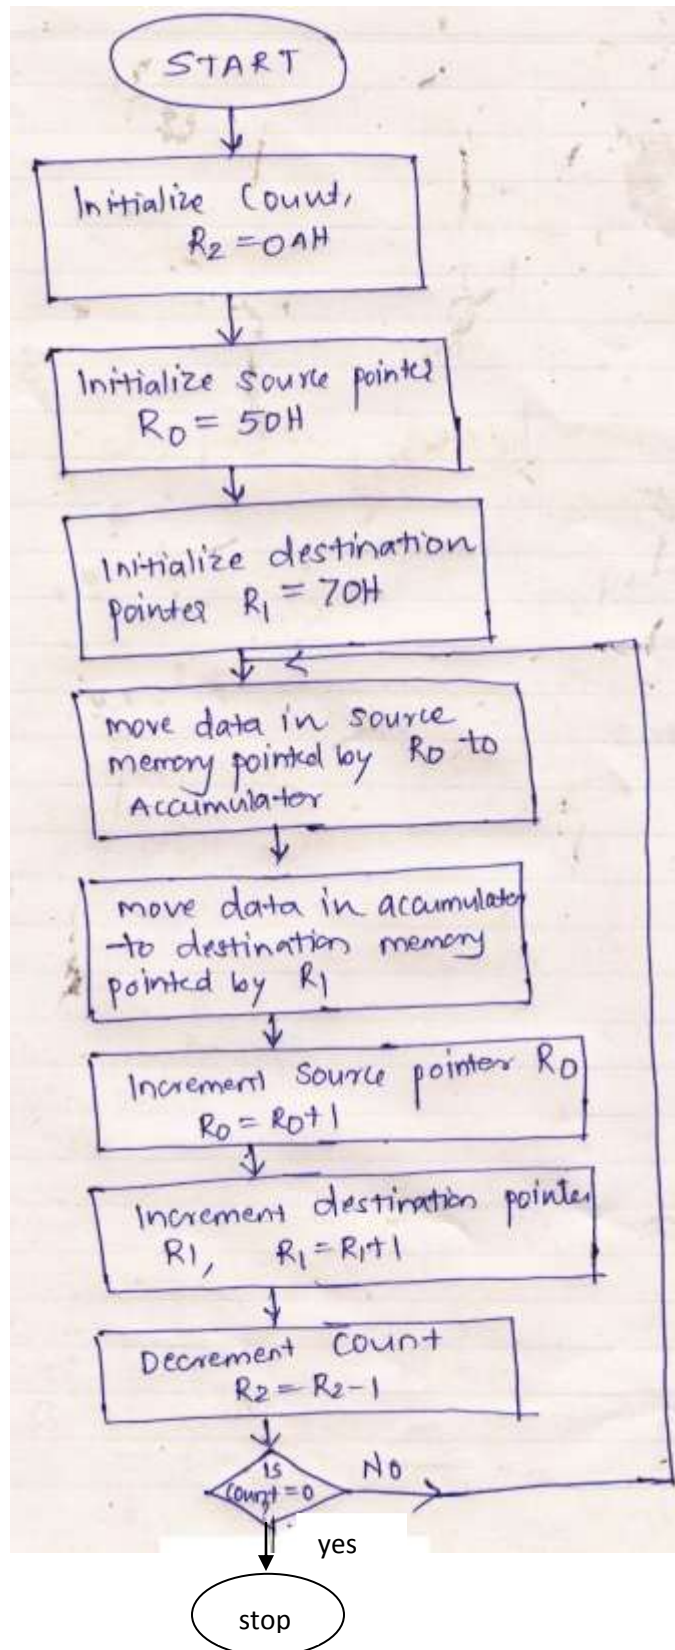 START
Initialize Count,
R2 = 0AH
Initialize source pointer
R0 = 50H
Initialize destination
pointer R1 = 70H
move data in source
memory pointed by R0 to
Accumulator
move data in accumulator
to destination memory
pointed by R1
Increment source pointer R0
R0 = R0+1
Increment destination pointer
R1, R1 = R1+1
Decrement count
R2 = R2-1
Is
count = 0
?
NO
yes
stop